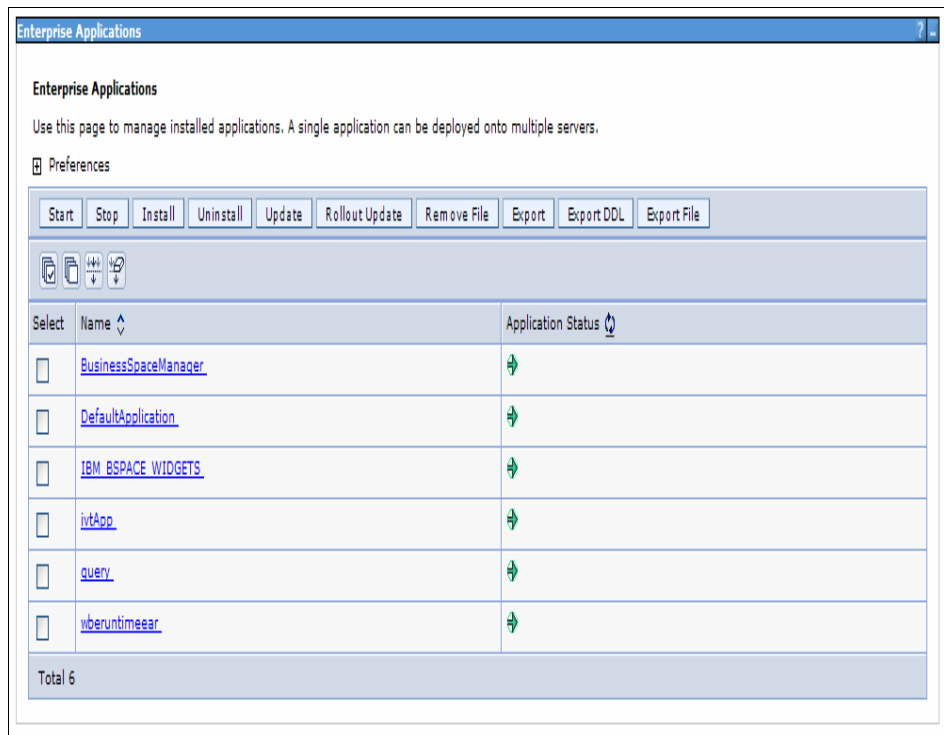 Enterprise Applications ? -
Enterprise Applications
Use this page to manage installed applications. A single application can be deployed onto multiple servers.
+ Preferences
Start Stop Install Uninstall Update Rollout Update Remove File Export Export DDL Export File
Select Name Application Status
BusinessSpaceManager
DefaultApplication
IBM_BSPACE_WIDGETS
ivtApp
query
wberuntimeear
Total 6